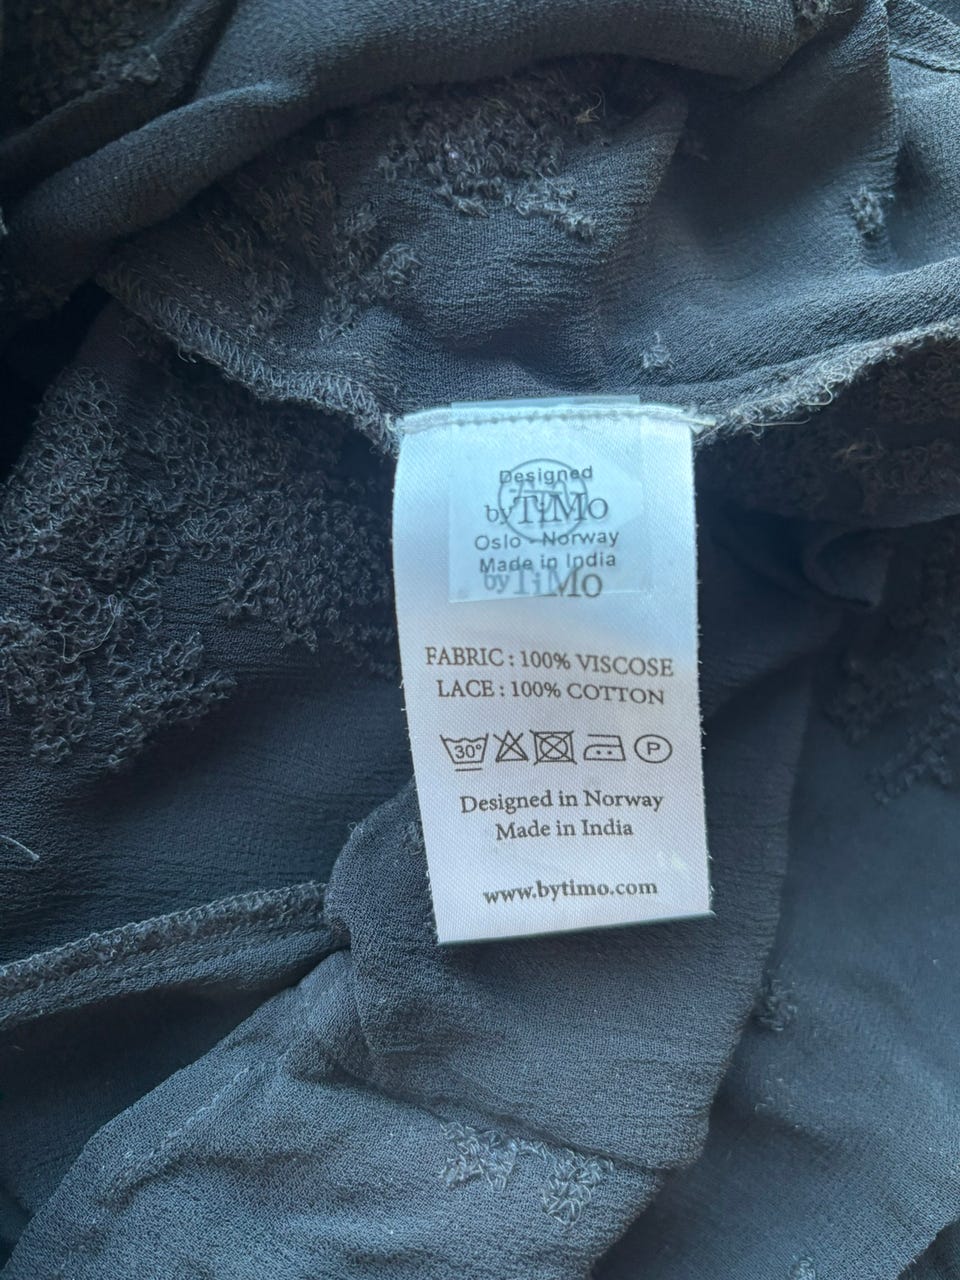 Designed
byTiMo
Oslo - Norway
Made in India
byTiMo
FABRIC : 100% VISCOSE
LACE : 100% COTTON
30° P
Designed in Norway
Made in India
www.bytimo.com